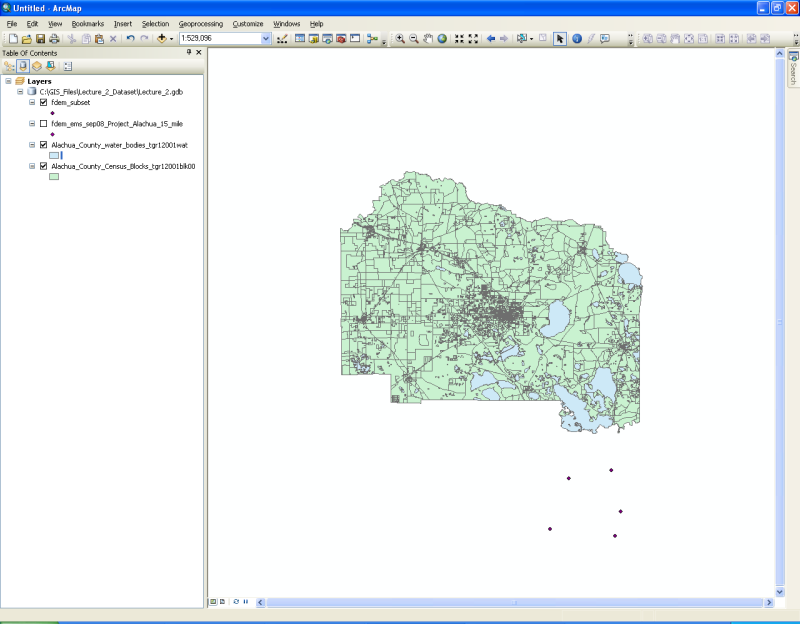 Untitled - ArcMap
File Edit View Bookmarks Insert Selection Geoprocessing Customize Windows Help
1:529,096
Table Of Contents
Layers
C:\GIS_Files\Lecture_2_Dataset\Lecture_2.gdb
fdem_subset
fdem_ems_sep08_Project_Alachua_15_mile
Alachua_County_water_bodies_tgr12001wat
Alachua_County_Census_Blocks_tgr12001blk00
Search